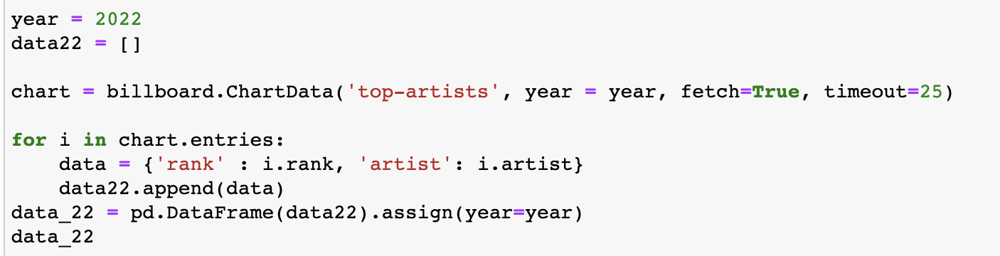 year = 2022
data22 = []
chart = billboard.ChartData('top-artists', year = year, fetch=True, timeout=25)
for i in chart.entries:
    data = {'rank' : i.rank, 'artist': i.artist}
    data22.append(data)
data_22 = pd.DataFrame(data22).assign(year=year)
data_22